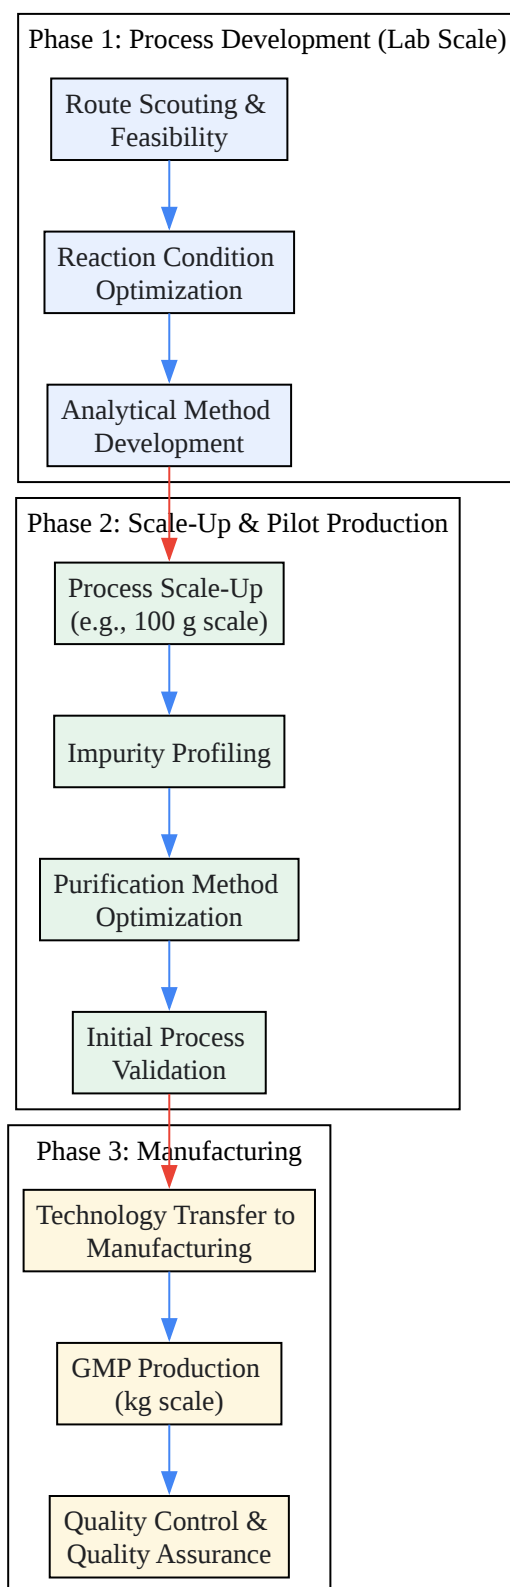 Phase 1: Process Development (Lab Scale)
Route Scouting &
Feasibility
Reaction Condition
Optimization
Analytical Method
Development
Phase 2: Scale-Up & Pilot Production
Process Scale-Up
(e.g., 100 g scale)
Impurity Profiling
Purification Method
Optimization
Initial Process
Validation
Phase 3: Manufacturing
Technology Transfer to
Manufacturing
GMP Production
(kg scale)
Quality Control &
Quality Assurance